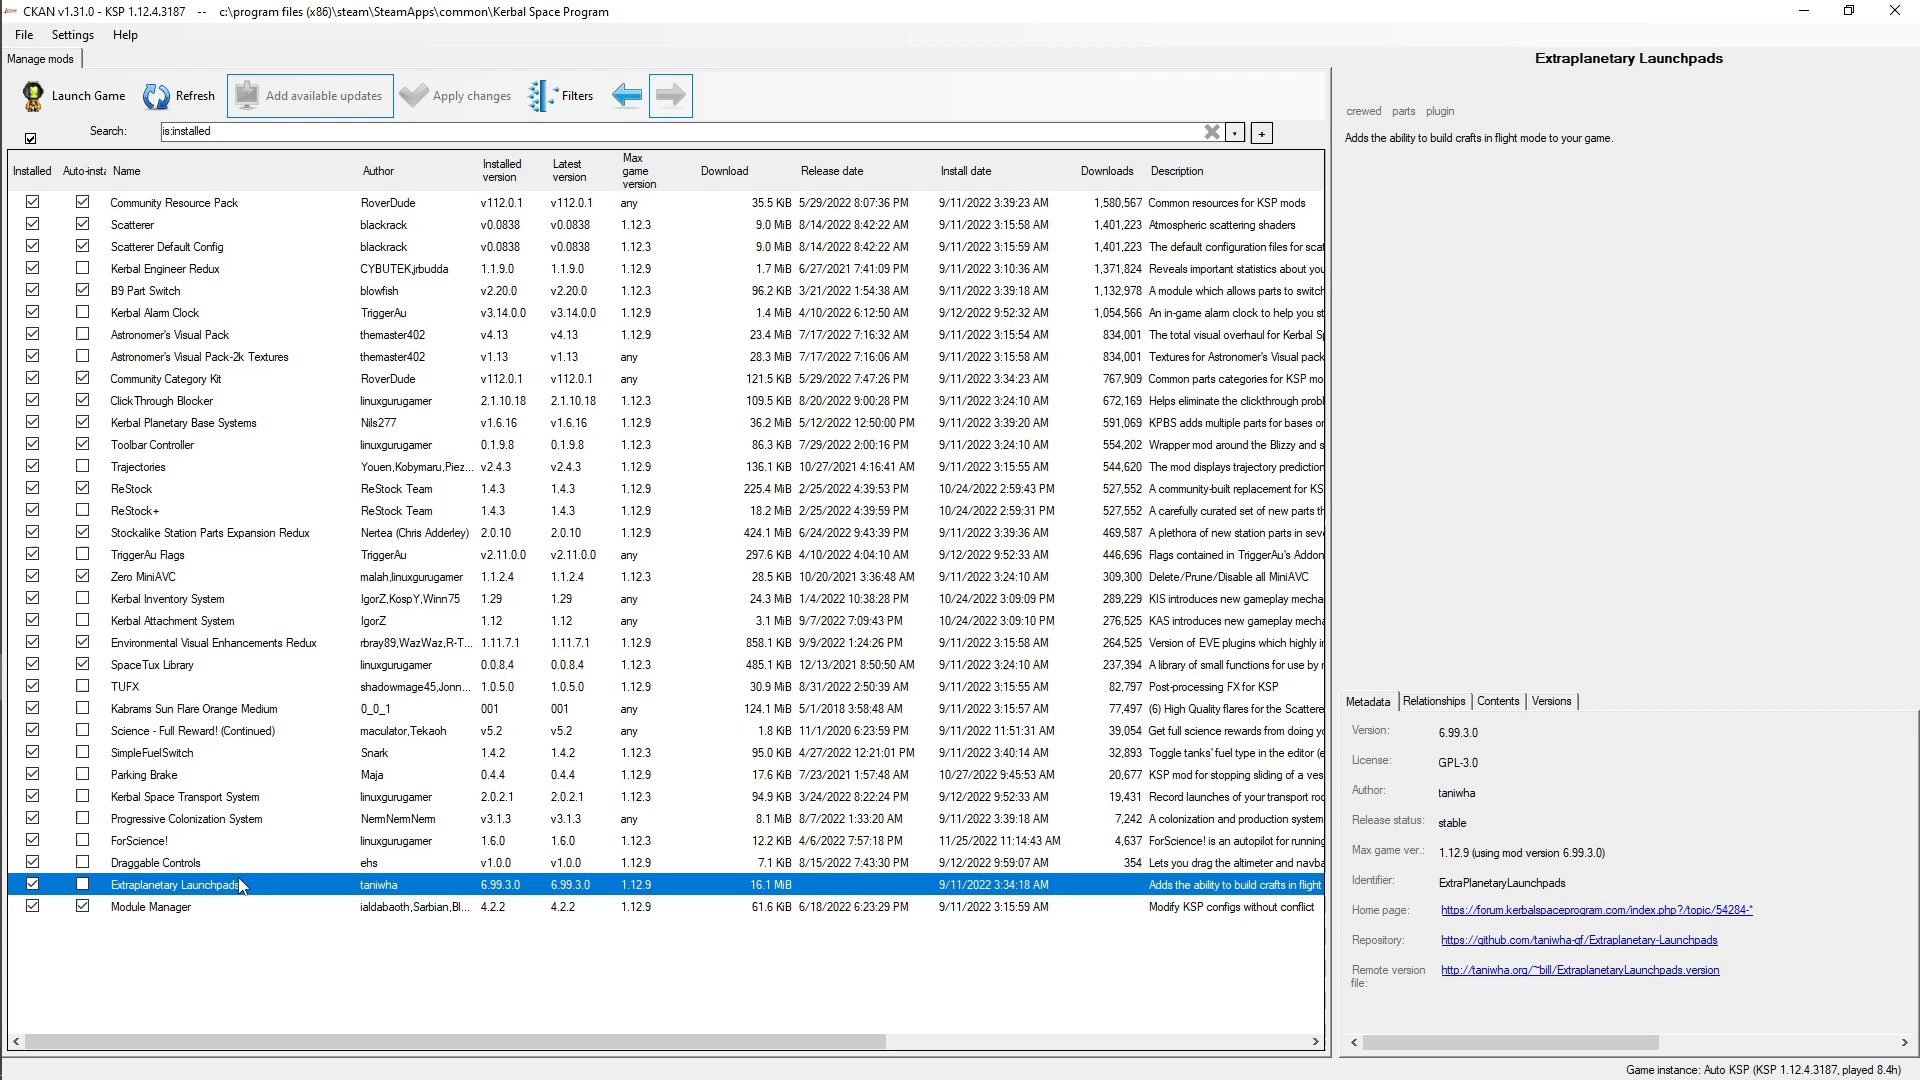 CKAN v1.31.0 - KSP 1.12.4.3187 -- c:\program files (x86)\steam\SteamApps\common\Kerbal Space Program
File Settings Help
Manage mods
Launch Game Refresh Add available updates Apply changes Filters
Search: is:installed
Installed Auto-insta Name Author Installed version Latest version Max game version Download Release date Install date Downloads Description
Community Resource Pack RoverDude v112.0.1 v112.0.1 any 35.5 KiB 5/29/2022 8:07:36 PM 9/11/2022 3:39:23 AM 1,580,567 Common resources for KSP mods
Scatterer blackrack v0.0838 v0.0838 1.12.3 9.0 MiB 8/14/2022 8:42:22 AM 9/11/2022 3:15:58 AM 1,401,223 Atmospheric scattering shaders
Scatterer Default Config blackrack v0.0838 v0.0838 1.12.3 9.0 MiB 8/14/2022 8:42:22 AM 9/11/2022 3:15:59 AM 1,401,223 The default configuration files for scat
Kerbal Engineer Redux CYBUTEK,jrbudda 1.1.9.0 1.1.9.0 1.12.9 1.7 MiB 6/27/2021 7:41:09 PM 9/11/2022 3:10:36 AM 1,371,824 Reveals important statistics about you
B9 Part Switch blowfish v2.20.0 v2.20.0 1.12.3 96.2 KiB 3/21/2022 1:54:38 AM 9/11/2022 3:39:18 AM 1,132,978 A module which allows parts to switch
Kerbal Alarm Clock TriggerAu v3.14.0.0 v3.14.0.0 1.12.9 1.4 MiB 4/10/2022 6:12:50 AM 9/12/2022 9:52:32 AM 1,054,566 An in-game alarm clock to help you st
Astronomer's Visual Pack themaster402 v4.13 v4.13 1.12.9 23.4 MiB 7/17/2022 7:16:32 AM 9/11/2022 3:15:54 AM 834,001 The total visual overhaul for Kerbal Sp
Astronomer's Visual Pack-2k Textures themaster402 v1.13 v1.13 any 28.3 MiB 7/17/2022 7:16:06 AM 9/11/2022 3:15:58 AM 834,001 Textures for Astronomer's Visual pack
Community Category Kit RoverDude v112.0.1 v112.0.1 any 121.5 KiB 5/29/2022 7:47:26 PM 9/11/2022 3:34:23 AM 767,909 Common parts categories for KSP mo
Click Through Blocker linuxgurugamer 2.1.10.18 2.1.10.18 1.12.3 109.5 KiB 8/20/2022 9:00:28 PM 9/11/2022 3:24:10 AM 672,169 Helps eliminate the clickthrough probl
Kerbal Planetary Base Systems Nils277 v1.6.16 v1.6.16 1.12.9 36.2 MiB 5/12/2022 12:50:00 PM 9/11/2022 3:39:20 AM 591,069 KPBS adds multiple parts for bases or
Toolbar Controller linuxgurugamer 0.1.9.8 0.1.9.8 1.12.3 86.3 KiB 7/29/2022 2:00:16 PM 9/11/2022 3:24:10 AM 554,202 Wrapper mod around the Blizzy and s
Trajectories Youen,Kobymaru,Piez... v2.4.3 v2.4.3 1.12.9 136.1 KiB 10/27/2021 4:16:41 AM 9/11/2022 3:15:55 AM 544,620 The mod displays trajectory prediction
ReStock ReStock Team 1.4.3 1.4.3 1.12.9 225.4 MiB 2/25/2022 4:39:53 PM 10/24/2022 2:59:43 PM 527,552 A community-built replacement for KS
ReStock+ ReStock Team 1.4.3 1.4.3 1.12.9 18.2 MiB 2/25/2022 4:39:59 PM 10/24/2022 2:59:31 PM 527,552 A carefully curated set of new parts th
Stockalike Station Parts Expansion Redux Nertea (Chris Adderley) 2.0.10 2.0.10 1.12.9 424.1 MiB 6/24/2022 9:43:39 PM 9/11/2022 3:39:36 AM 469,587 A plethora of new station parts in seve
TriggerAu Flags TriggerAu v2.11.0.0 v2.11.0.0 any 297.6 KiB 4/10/2022 4:04:10 AM 9/12/2022 9:52:33 AM 446,696 Flags contained in TriggerAu's Addon
Zero MiniAVC malah,linuxgurugamer 1.1.2.4 1.1.2.4 1.12.3 28.5 KiB 10/20/2021 3:36:48 AM 9/11/2022 3:24:10 AM 309,300 Delete/Prune/Disable all MiniAVC
Kerbal Inventory System IgorZ,KospY,Winn75 1.29 1.29 any 24.3 MiB 1/4/2022 10:38:28 PM 10/24/2022 3:09:09 PM 289,229 KIS introduces new gameplay mecha
Kerbal Attachment System IgorZ 1.12 1.12 any 3.1 MiB 9/7/2022 7:09:43 PM 10/24/2022 3:09:10 PM 276,525 KAS introduces new gameplay mecha
Environmental Visual Enhancements Redux rbray89,WazWaz,R-T... 1.11.7.1 1.11.7.1 1.12.9 858.1 KiB 9/9/2022 1:24:26 PM 9/11/2022 3:15:58 AM 264,525 Version of EVE plugins which highly i
SpaceTux Library linuxgurugamer 0.0.8.4 0.0.8.4 1.12.3 485.1 KiB 12/13/2021 8:50:50 AM 9/11/2022 3:24:10 AM 237,394 A library of small functions for use by r
TUFX shadowmage45,Jonn... 1.0.5.0 1.0.5.0 1.12.9 30.9 MiB 8/31/2022 2:50:39 AM 9/11/2022 3:15:55 AM 82,797 Post-processing FX for KSP
Kabrams Sun Flare Orange Medium 0_0_1 001 001 any 124.1 MiB 5/1/2018 3:58:48 AM 9/11/2022 3:15:57 AM 77,497 (6) High Quality flares for the Scattere
Science - Full Reward! (Continued) maculator,Tekaoh v5.2 v5.2 any 1.8 KiB 11/1/2020 6:23:59 PM 9/11/2022 11:51:31 AM 39,054 Get full science rewards from doing yo
SimpleFuelSwitch Snark 1.4.2 1.4.2 1.12.3 95.0 KiB 4/27/2022 12:21:01 PM 9/11/2022 3:40:14 AM 32,893 Toggle tanks' fuel type in the editor (e
Parking Brake Maja 0.4.4 0.4.4 1.12.9 17.6 KiB 7/23/2021 1:57:48 AM 10/27/2022 9:45:53 AM 20,677 KSP mod for stopping sliding of a ves
Kerbal Space Transport System linuxgurugamer 2.0.2.1 2.0.2.1 1.12.3 94.9 KiB 3/24/2022 8:22:24 PM 9/12/2022 9:52:33 AM 19,431 Record launches of your transport roc
Progressive Colonization System NermNermNerm v3.1.3 v3.1.3 any 8.1 MiB 8/7/2022 1:33:20 AM 9/11/2022 3:39:18 AM 7,242 A colonization and production system
ForScience! linuxgurugamer 1.6.0 1.6.0 1.12.3 12.2 KiB 4/6/2022 7:57:18 PM 11/25/2022 11:14:43 AM 4,637 ForScience! is an autopilot for running
Draggable Controls ehs v1.0.0 v1.0.0 1.12.9 7.1 KiB 8/15/2022 7:43:30 PM 9/12/2022 9:59:07 AM 354 Lets you drag the altimeter and navba
Extraplanetary Launchpads taniwha 6.99.3.0 6.99.3.0 1.12.9 16.1 MiB 9/11/2022 3:34:18 AM Adds the ability to build crafts in flight
Module Manager ialdabaoth,Sarbian,Bl... 4.2.2 4.2.2 1.12.9 61.6 KiB 6/18/2022 6:23:29 PM 9/11/2022 3:15:59 AM Modify KSP configs without conflict
Extraplanetary Launchpads
crewed parts plugin
Adds the ability to build crafts in flight mode to your game.
Metadata Relationships Contents Versions
Version: 6.99.3.0
License: GPL-3.0
Author: taniwha
Release status: stable
Max game ver.: 1.12.9 (using mod version 6.99.3.0)
Identifier: ExtraPlanetaryLaunchpads
Home page: https://forum.kerbalspaceprogram.com/index.php?/topic/54284-*
Repository: https://github.com/taniwha-qf/Extraplanetary-Launchpads
Remote version file: http://taniwha.org/~bill/ExtraplanetaryLaunchpads.version
Game instance: Auto KSP (KSP 1.12.4.3187, played 8.4h)